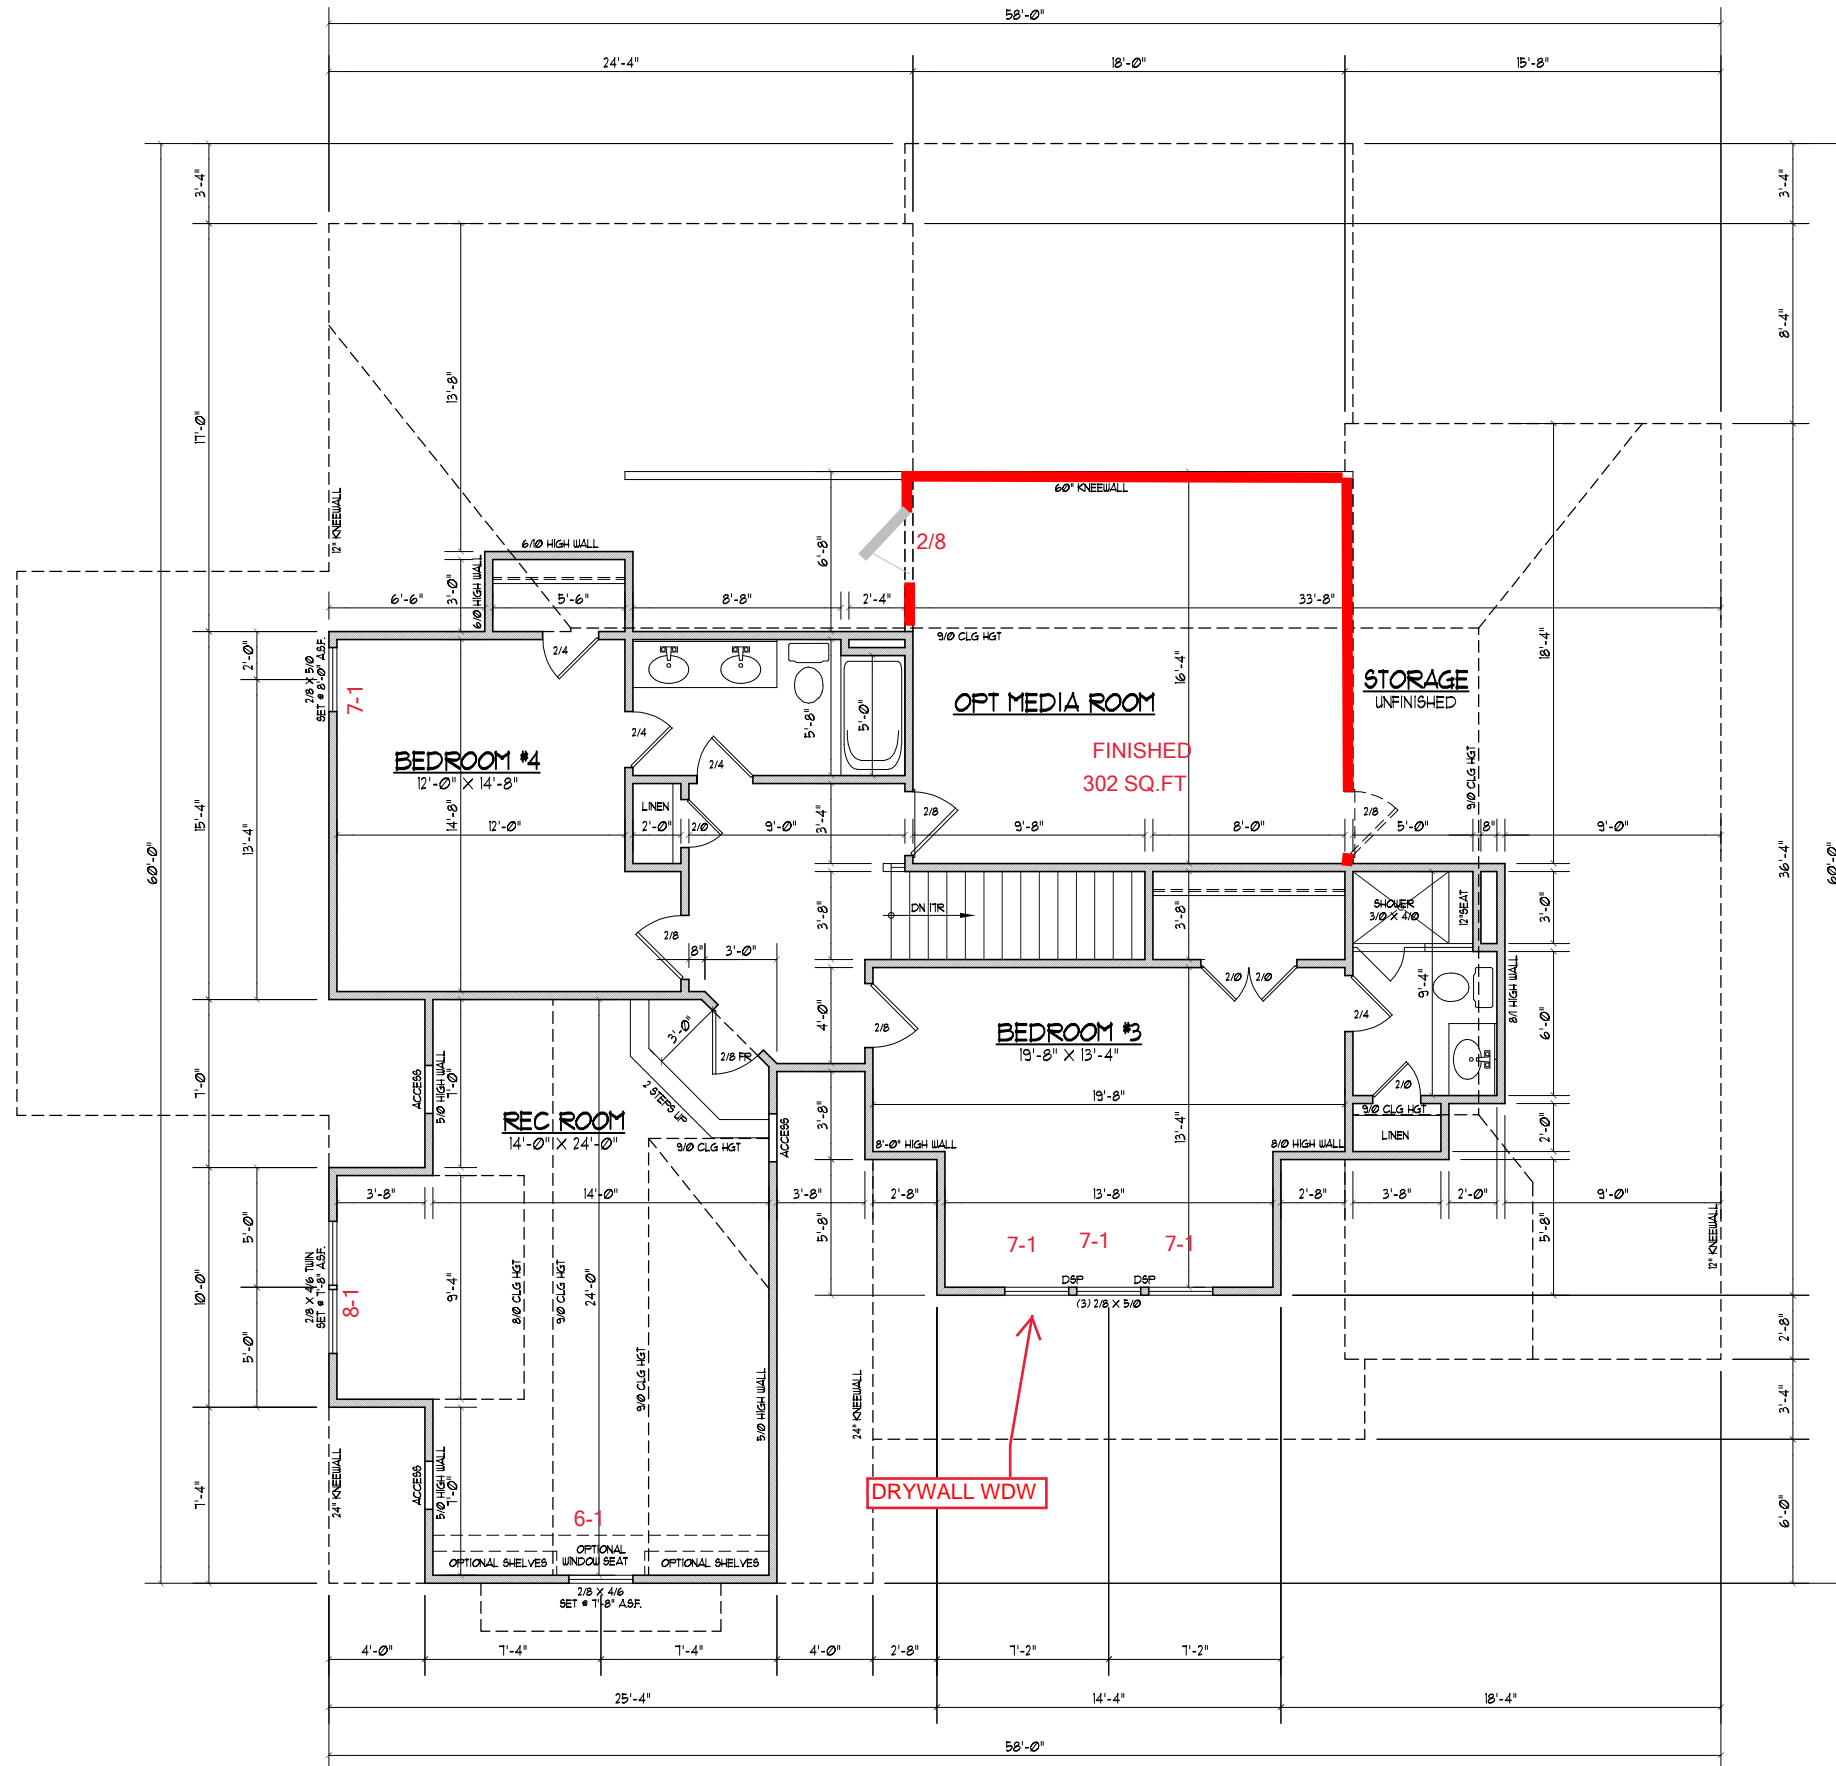 58'-0"
24'-4"
18'-0"
15'-8"
3'-4"
3'-4"
8'-4"
13'-8"
17'-0"
12" KNEEWALL
60" KNEEWALL
6/10 HIGH WALL
6/0 HIGH WALL
3'-0"
6'-8"
2/8
18'-4"
6'-6"
5'-6"
8'-8"
2'-4"
33'-8"
9/0 CLG HGT
2/4
2'-0"
2/8 X 5/0
SET @ 8'-0" A.S.F.
7-1
16'-4"
STORAGE
UNFINISHED
OPT MEDIA ROOM
5'-8"
5'-0"
2/4
2/4
BEDROOM #4
12'-0" X 14'-8"
FINISHED
302 SQ.FT
9/0 CLG HGT
LINEN
2/8
2/8
15'-4"
13'-4"
14'-8"
12'-0"
2'-0"
2/0
9'-0"
3'-4"
9'-8"
8'-0"
5'-0"
8"
9'-0"
60'-0"
36'-4"
60'-0"
DN 17R
3'-8"
3'-8"
SHOWER
3/0 X 4/0
12"SEAT
3'-0"
2/8
8"
3'-0"
2/0
2/0
9'-4"
8/1 HIGH WALL
4'-0"
2/8
BEDROOM #3
19'-8" X 13'-4"
2/4
6'-0"
3'-0"
2/8 FR
2 STEPS UP
2/0
7'-0"
ACCESS
5/0 HIGH WALL
7'-0"
REC ROOM
14'-0" X 24'-0"
9/0 CLG HGT
ACCESS
3'-8"
19'-8"
13'-4"
9/0 CLG HGT
LINEN
2'-0"
8'-0" HIGH WALL
8/0 HIGH WALL
3'-8"
14'-0"
3'-8"
2'-8"
13'-8"
2'-8"
3'-8"
2'-0"
9'-0"
5'-0"
5'-8"
7-1
7-1
7-1
5'-8"
12" KNEEWALL
10'-0"
2/8 X 4/6 TWIN
SET @ 7'-8" A.S.F.
8-1
9'-4"
8/0 CLG HGT
9/0 CLG HGT
24'-0"
DSP
DSP
(3) 2/8 X 5/0
5'-0"
9/0 CLG HGT
5/0 HIGH WALL
24" KNEEWALL
2'-8"
3'-4"
7'-4"
24" KNEEWALL
ACCESS
5/0 HIGH WALL
7'-0"
DRYWALL WDW
6'-0"
6-1
OPTIONAL SHELVES
OPTIONAL
WINDOW SEAT
OPTIONAL SHELVES
2/8 X 4/6
SET @ 7'-8" A.S.F.
4'-0"
7'-4"
7'-4"
4'-0"
2'-8"
7'-2"
7'-2"
25'-4"
14'-4"
18'-4"
58'-0"